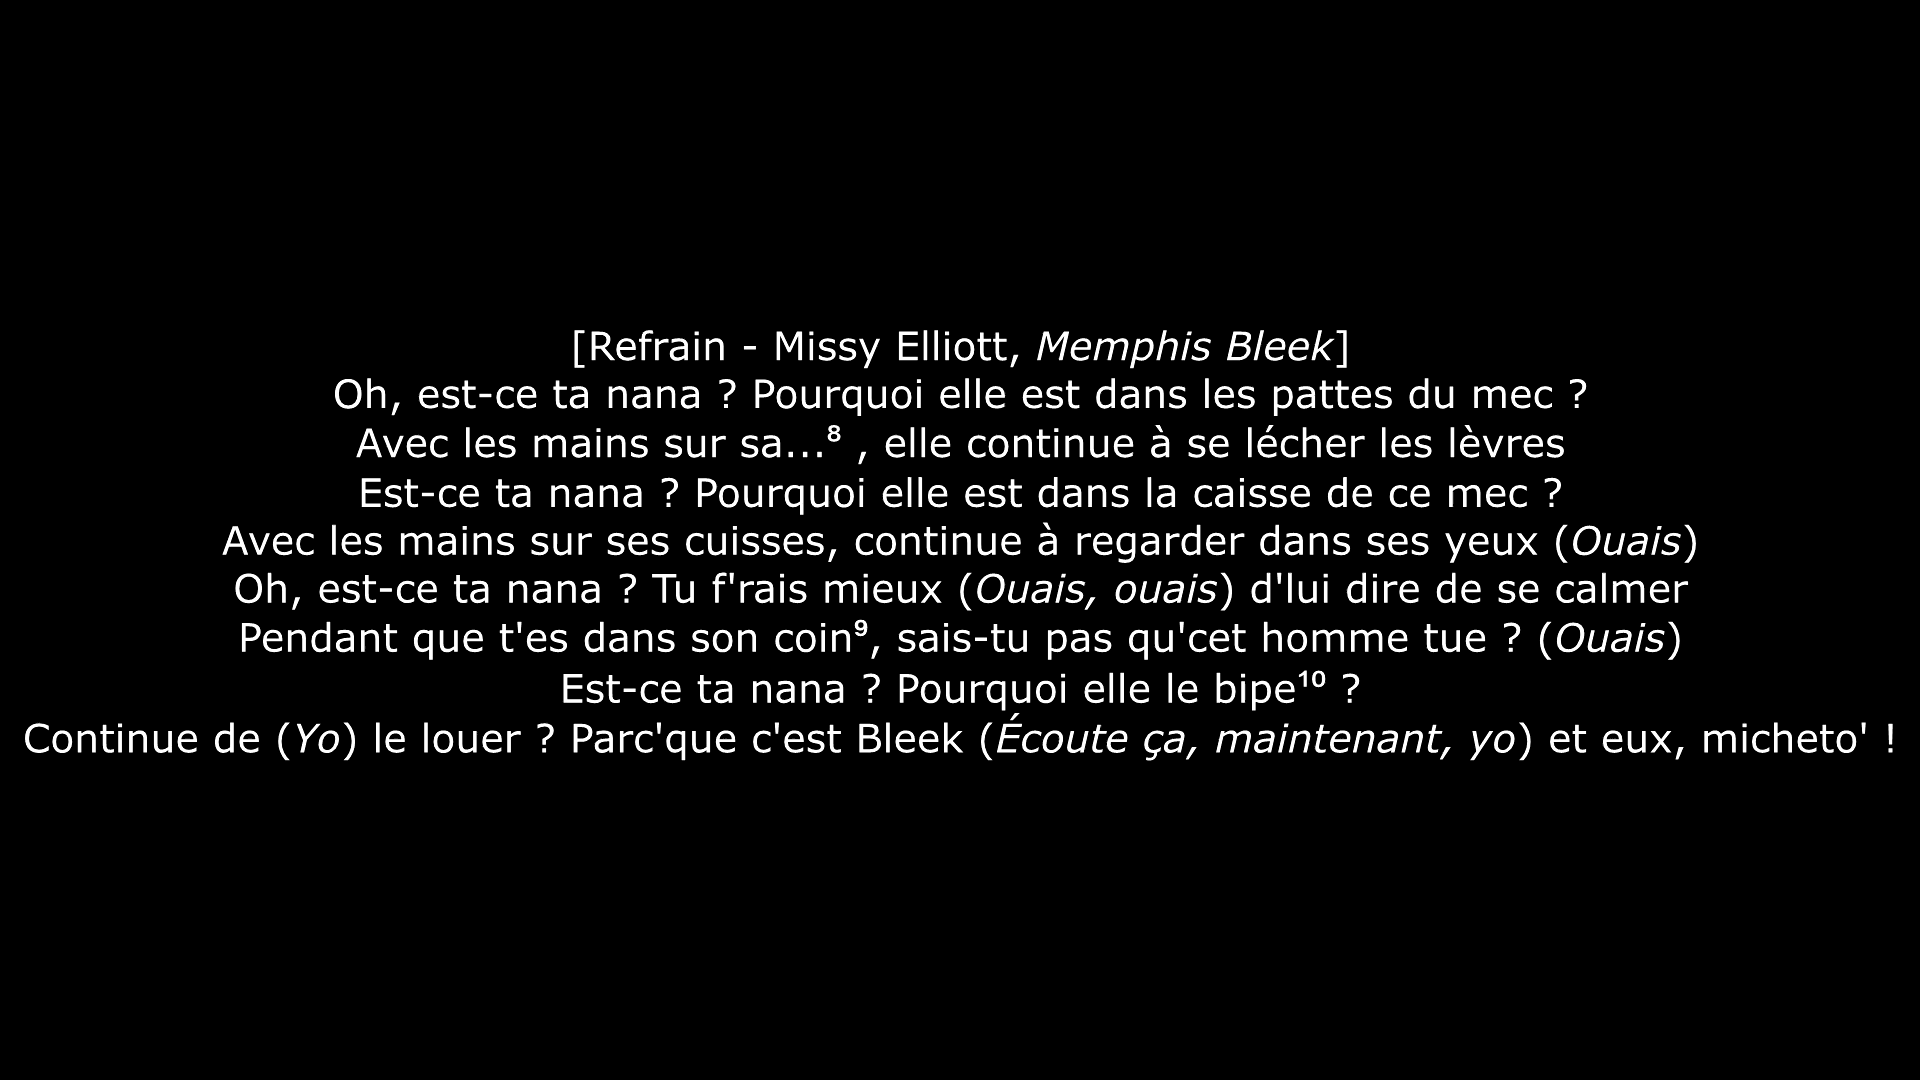 [Refrain - Missy Elliott, Memphis Bleek]
Oh, est-ce ta nana ? Pourquoi elle est dans les pattes du mec ?
Avec les mains sur sa...⁸ , elle continue à se lécher les lèvres
Est-ce ta nana ? Pourquoi elle est dans la caisse de ce mec ?
Avec les mains sur ses cuisses, continue à regarder dans ses yeux (Ouais)
Oh, est-ce ta nana ? Tu f'rais mieux (Ouais, ouais) d'lui dire de se calmer
Pendant que t'es dans son coin⁹, sais-tu pas qu'cet homme tue ? (Ouais)
Est-ce ta nana ? Pourquoi elle le bipe¹⁰ ?
Continue de (Yo) le louer ? Parc'que c'est Bleek (Écoute ça, maintenant, yo) et eux, micheto' !